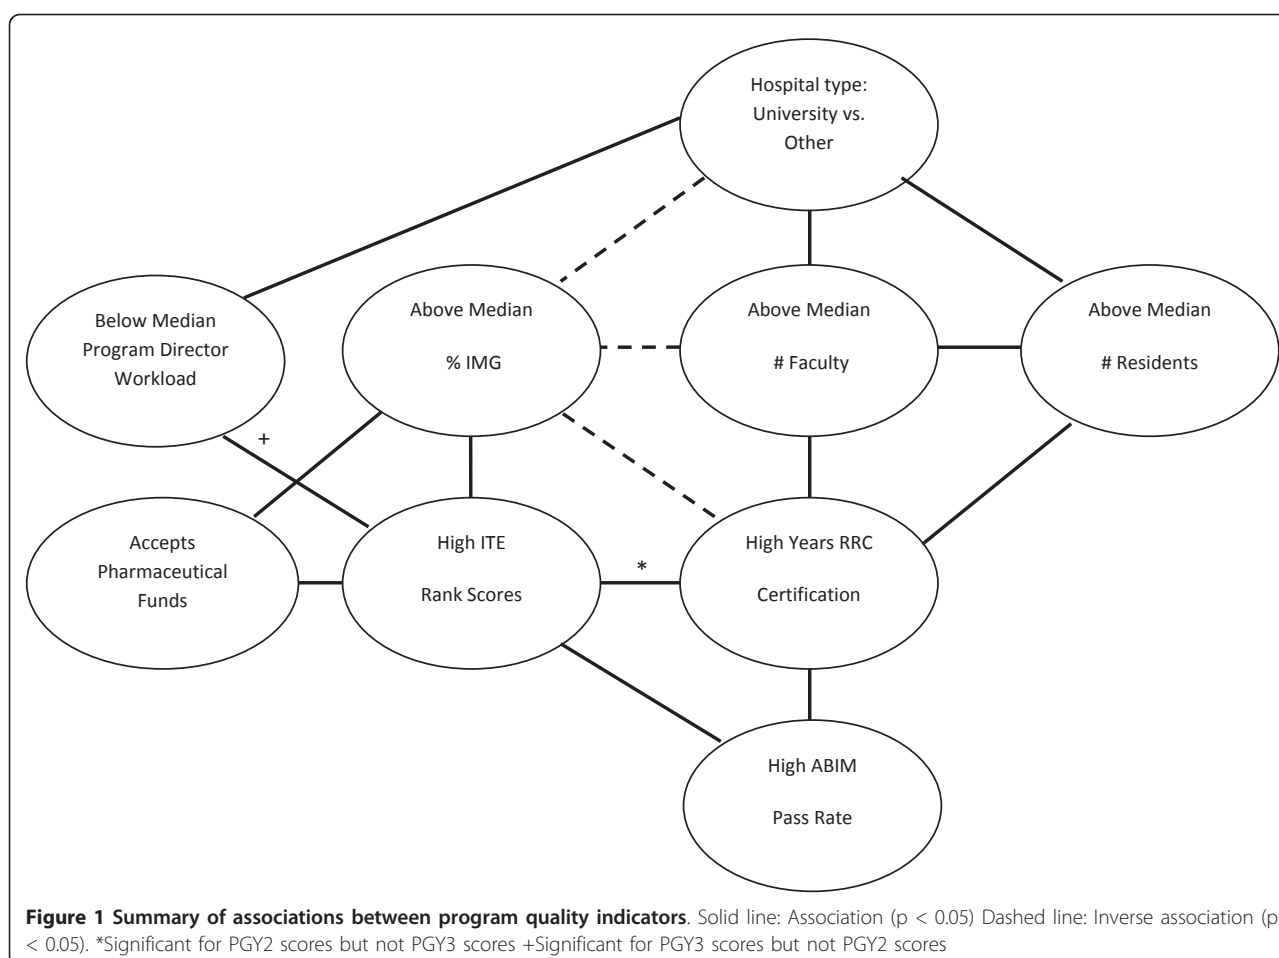 Hospital type:
University vs.
Other
Below Median
Program Director
Workload
Above Median
% IMG
Above Median
# Faculty
Above Median
# Residents
+
Accepts
Pharmaceutical
Funds
High ITE
Rank Scores
*
High Years RRC
Certification
High ABIM
Pass Rate
Figure 1 Summary of associations between program quality indicators. Solid line: Association (p < 0.05) Dashed line: Inverse association (p
< 0.05). *Significant for PGY2 scores but not PGY3 scores +Significant for PGY3 scores but not PGY2 scores